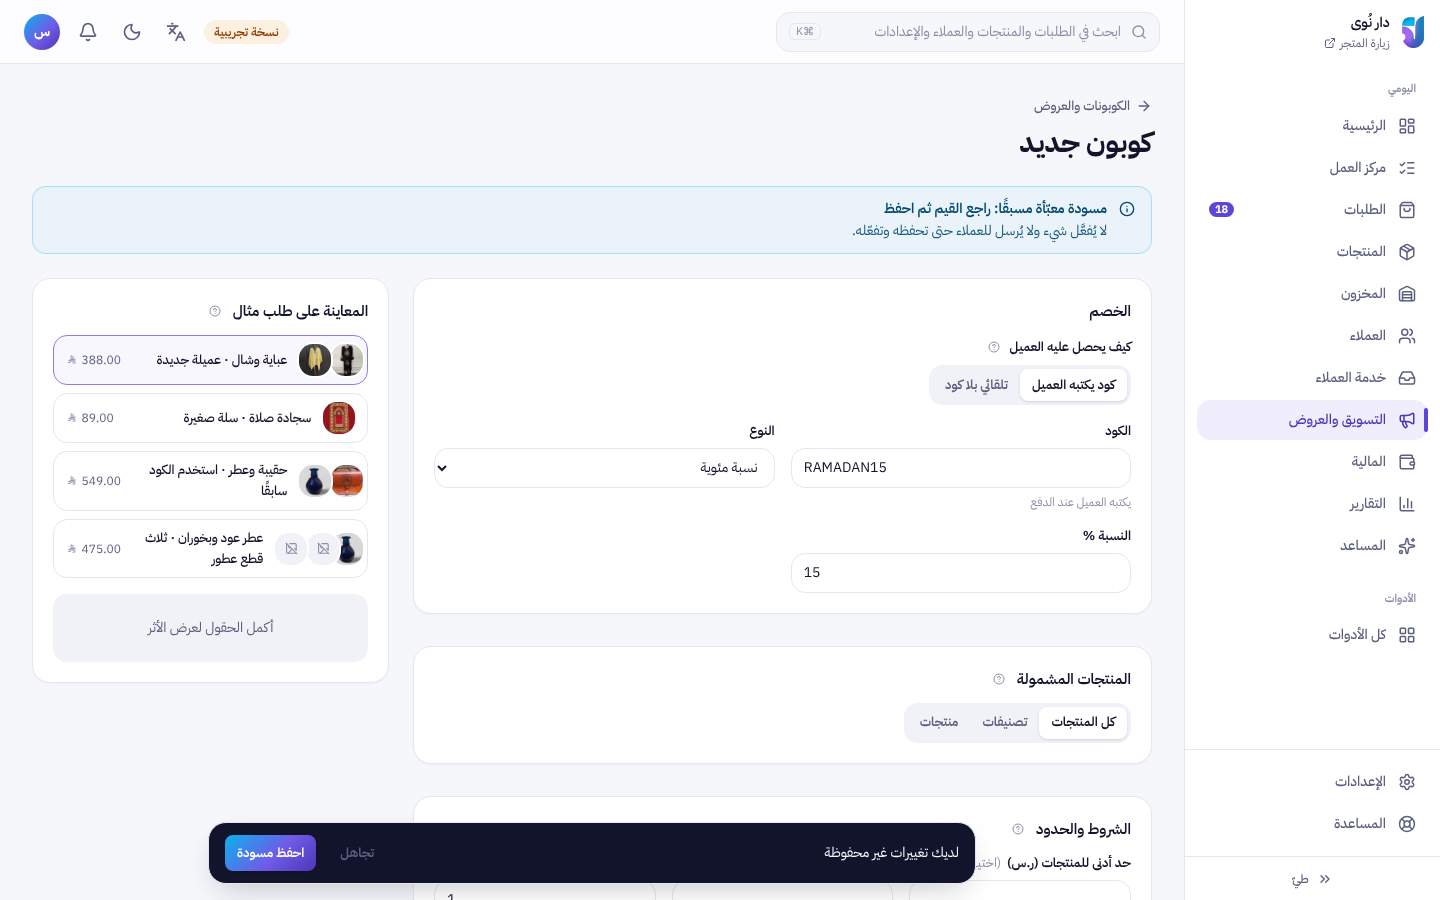 دار نُوى
زيارة المتجر
اليومي
الرئيسية
مركز العمل
الطلبات
18
المنتجات
المخزون
العملاء
خدمة العملاء
التسويق والعروض
المالية
التقارير
المساعد
الأدوات
كل الأدوات
الإعدادات
المساعدة
طيّ
ابحث في الطلبات والمنتجات والعملاء والإعدادات
⌘K
نسخة تجريبية
س
الكوبونات والعروض
كوبون جديد
مسودة معبّأة مسبقًا: راجع القيم ثم احفظ
لا يُفعَّل شيء ولا يُرسل للعملاء حتى تحفظه وتفعّله.
الخصم
كيف يحصل عليه العميل
كود يكتبه العميل
تلقائي بلا كود
الكود
النوع
RAMADAN15
نسبة مئوية
يكتبه العميل عند الدفع
النسبة %
15
المنتجات المشمولة
كل المنتجات
تصنيفات
منتجات
الشروط والحدود
حد أدنى للمنتجات (ر.س)
1
المعاينة على طلب مثال
عباية وشال · عميلة جديدة
388.00
سجادة صلاة · سلة صغيرة
89.00
حقيبة وعطر · استخدم الكود
سابقًا
549.00
عطر عود وبخوران · ثلاث
قطع عطور
475.00
أكمل الحقول لعرض الأثر
لديك تغييرات غير محفوظة
تجاهل
احفظ مسودة